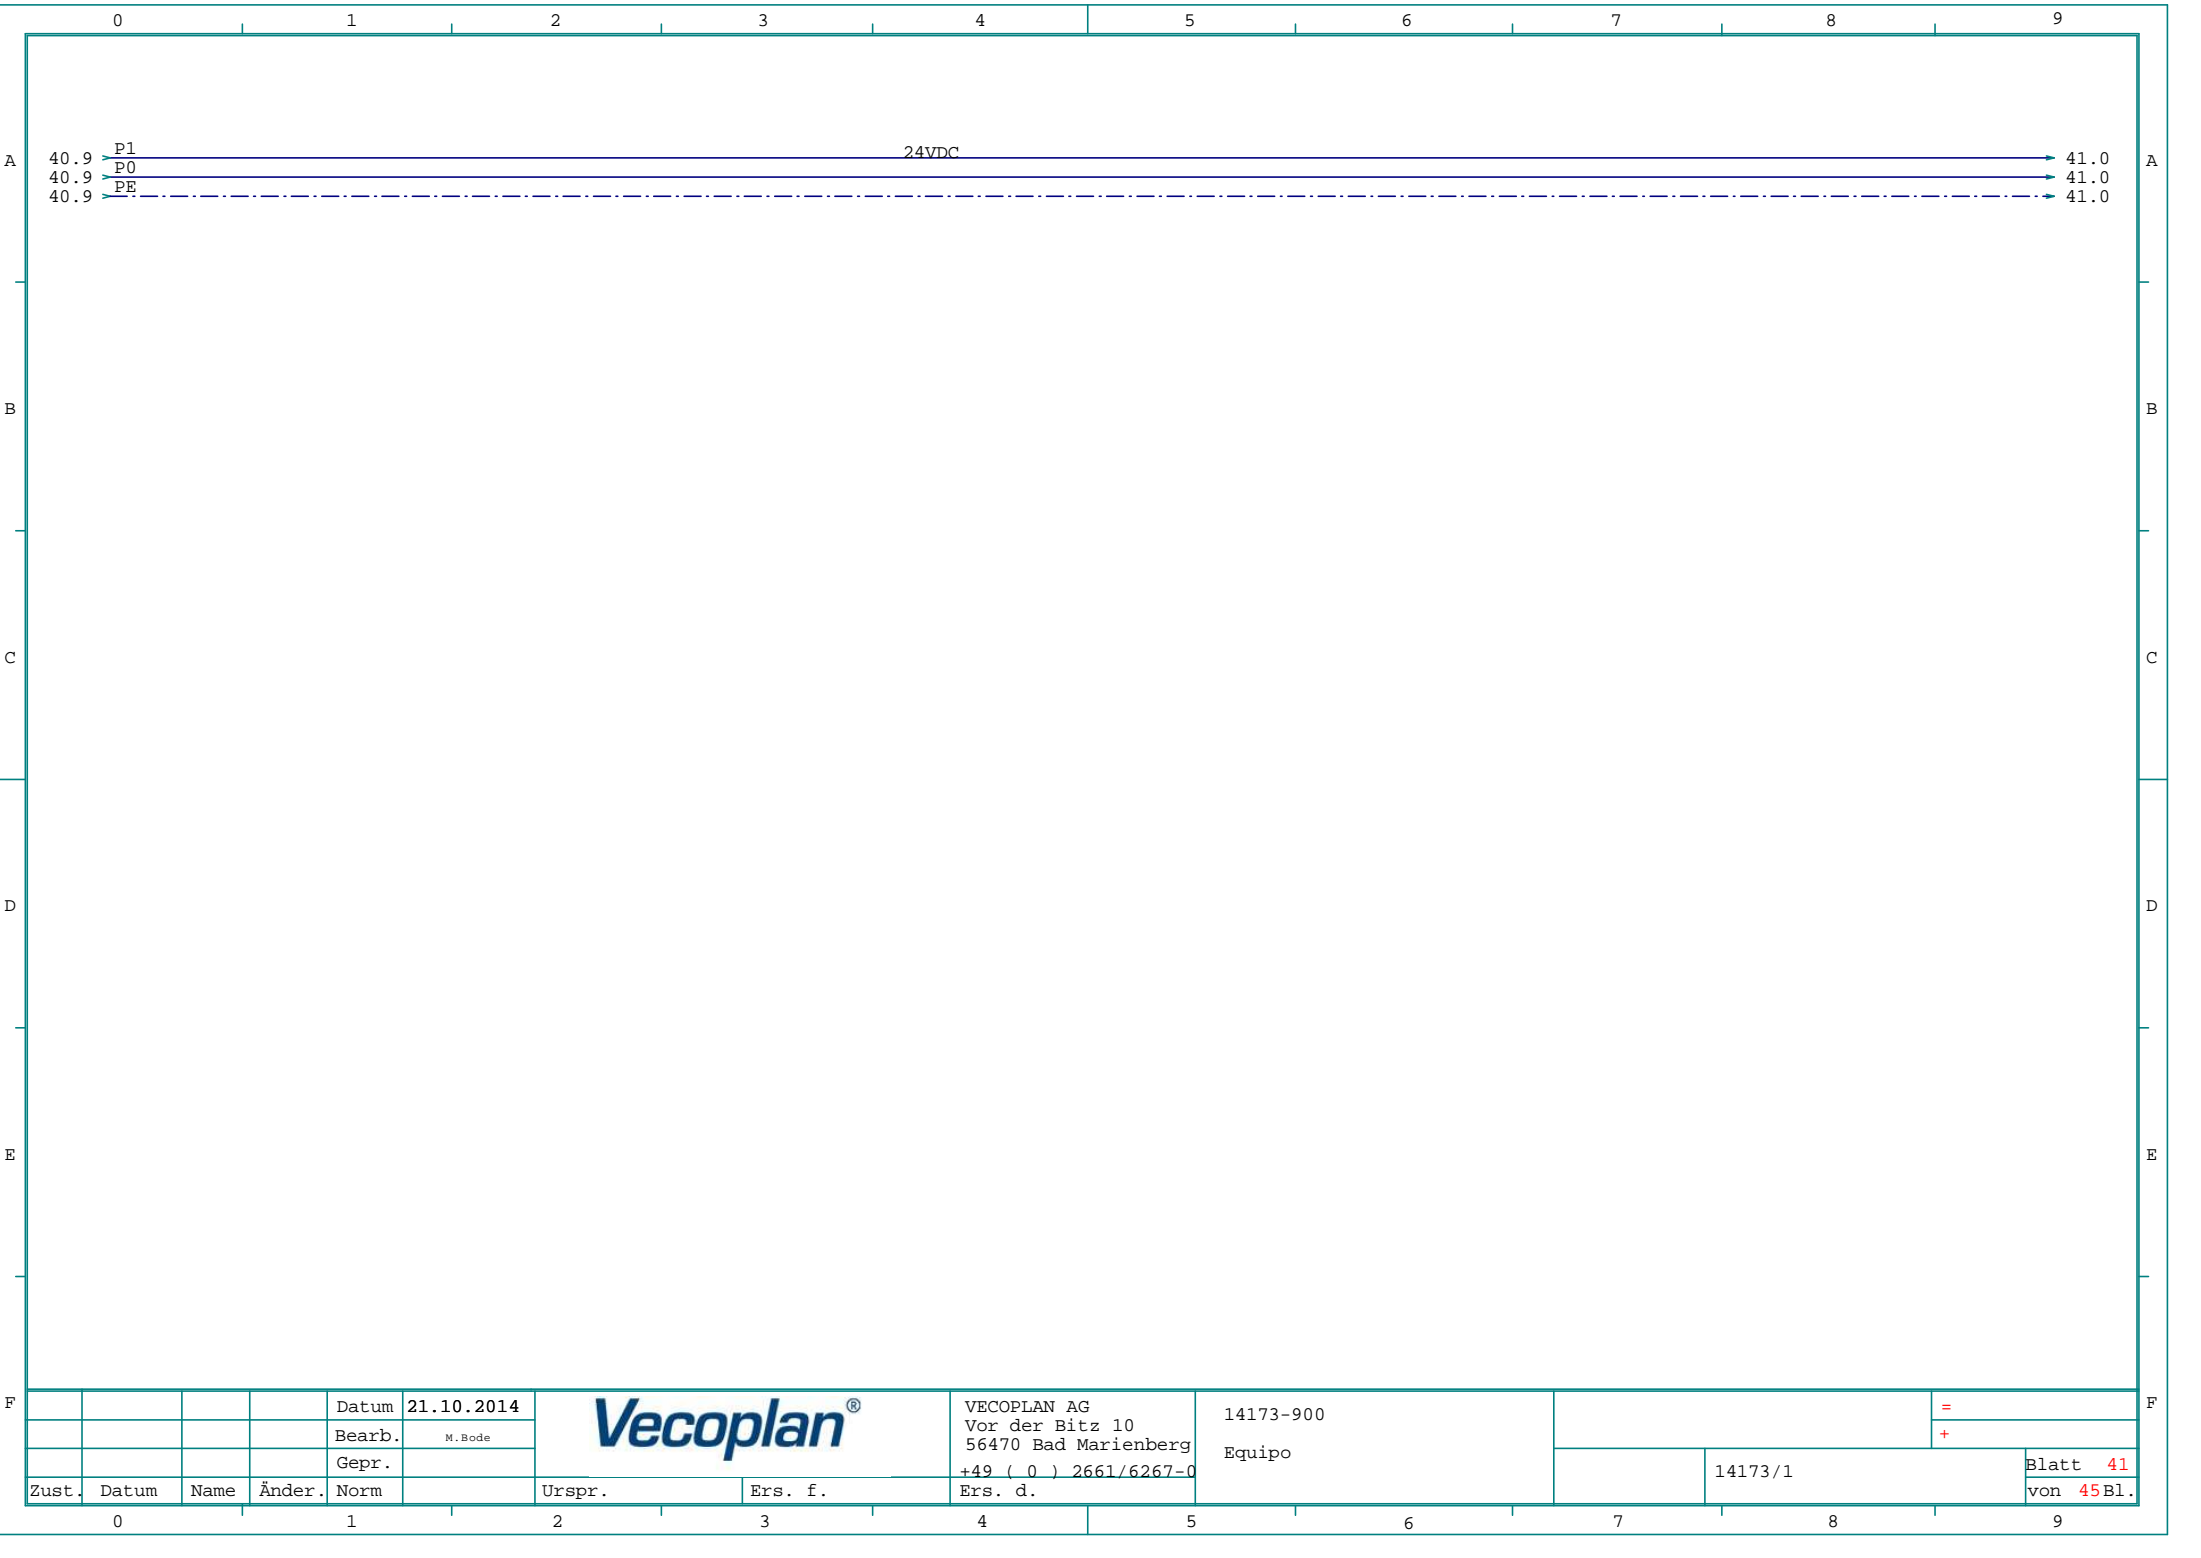 0 1 2 3 4 5 6 7 8 9
P1 24VDC
A 40.9 41.0 A
P0
40.9 41.0
PE
40.9 41.0
B B
C C
D D
E E
F F
Datum 21.10.2014 Vecoplan® VECOPLAN AG 14173-900 =
Vor der Bitz 10
Bearb. M.Bode 56470 Bad Marienberg Equipo +
Gepr. +49 ( 0 ) 2661/6267-0 14173/1 Blatt 41
Zust. Datum Name Änder. Norm Urspr. Ers. f. Ers. d. von 45Bl.
0 1 2 3 4 5 6 7 8 9